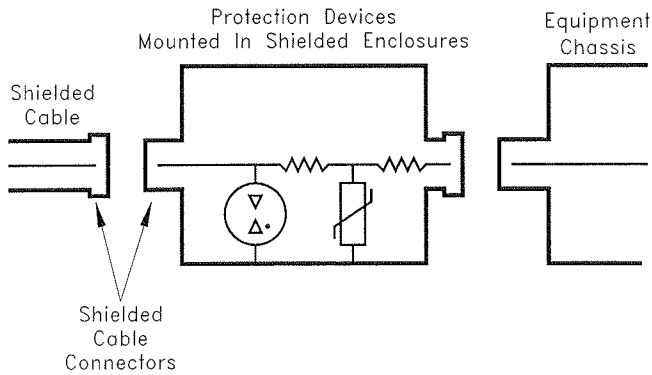 Protection Devices
Mounted In Shielded Enclosures
Equipment
Chassis
Shielded
Cable
Shielded
Cable
Connectors